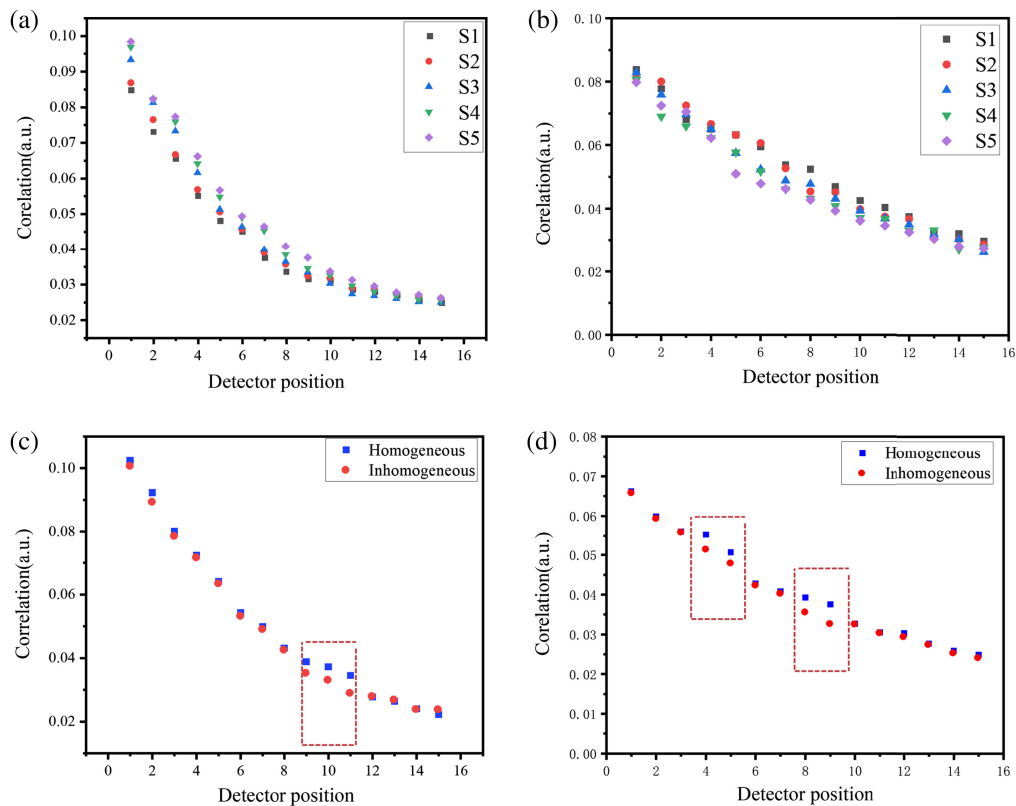 (a)
S1
S2
S3
S4
S5
0.10
0.09
0.08
0.07
0.06
0.05
0.04
0.03
0.02
Corelation(a.u.)
0 2 4 6 8 10 12 14 16
Detector position
(b)
S1
S2
S3
S4
S5
0.10
0.08
0.06
0.04
0.02
0.00
Corelation(a.u.)
0 2 4 6 8 10 12 14 16
Detector position
(c)
Homogeneous
Inhomogeneous
0.10
0.08
0.06
0.04
0.02
Correlation(a.u.)
0 2 4 6 8 10 12 14 16
Detector position
(d)
Homogeneous
Inhomogeneous
0.08
0.07
0.06
0.05
0.04
0.03
0.02
0.01
0.00
Corelation(a.u.)
0 2 4 6 8 10 12 14 16
Detector position